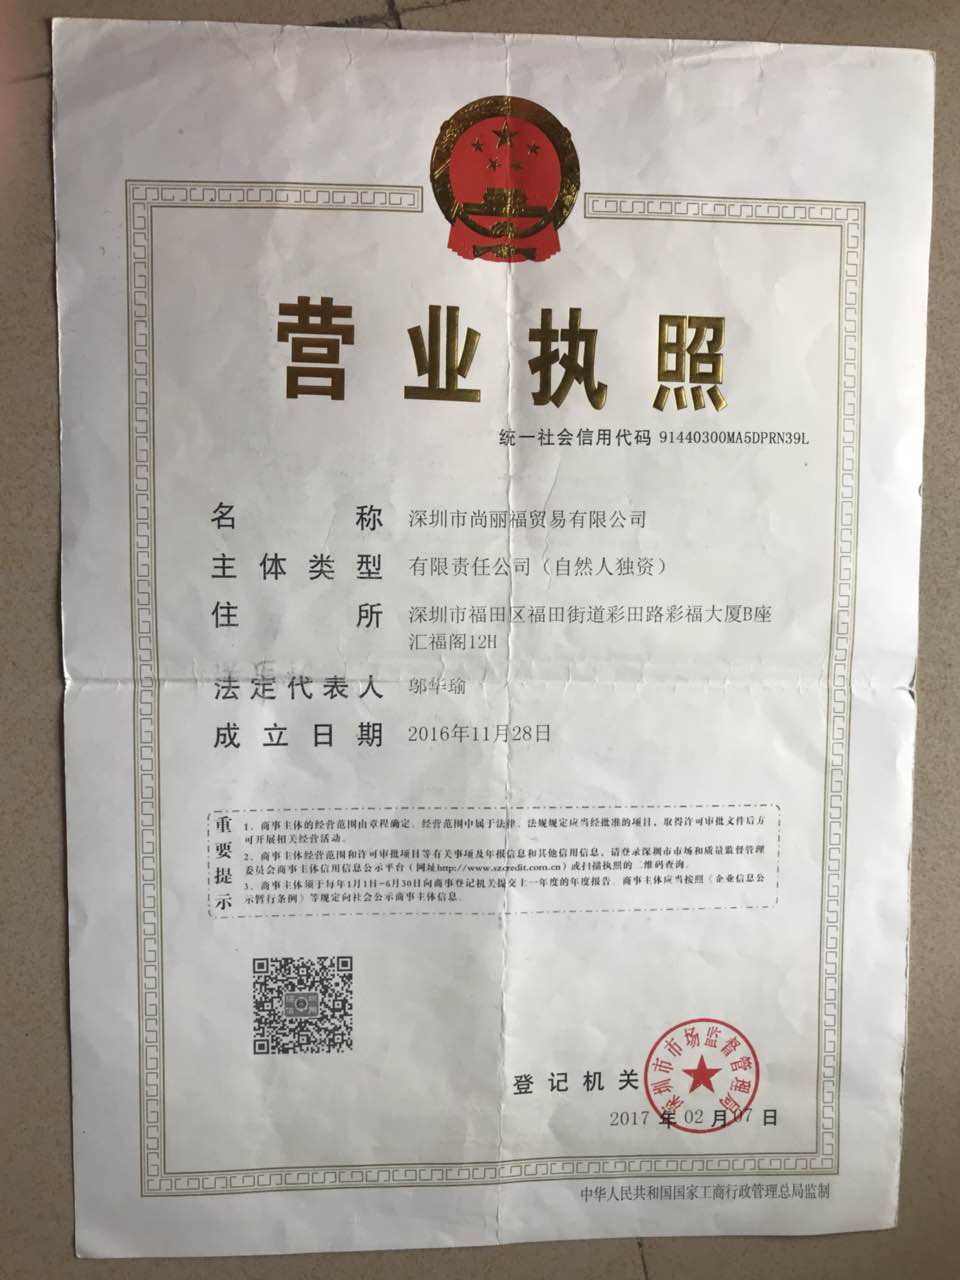 营业执照
统一社会信用代码 91440300MA5DPRN39L
名称 深圳市尚丽福贸易有限公司
主体类型 有限责任公司（自然人独资）
住所 深圳市福田区福田街道彩田路彩福大厦B座
汇福阁12H
法定代表人 邬华瑜
成立日期 2016年11月28日
重要提示
1、商事主体的经营范围由章程确定。经营范围中属于法律、法规规定应当经批准的项目，取得许可审批文件后方
可开展相关经营活动。
2、商事主体经营范围和许可审批项目等有关事项及年报信息和其他信用信息，请登录深圳市市场和质量监督管理
委员会商事主体信用信息公示平台（网址http://www.szcredit.com.cn）或扫描执照的二维码查询。
3、商事主体须于每年1月1日-6月30日向商事登记机关提交上一年度的年度报告。商事主体应当按照《企业信息公
示暂行条例》等规定向社会公示商事主体信息。
深圳市市场监督管理局
登记机关
2017年02月07日
中华人民共和国国家工商行政管理总局监制